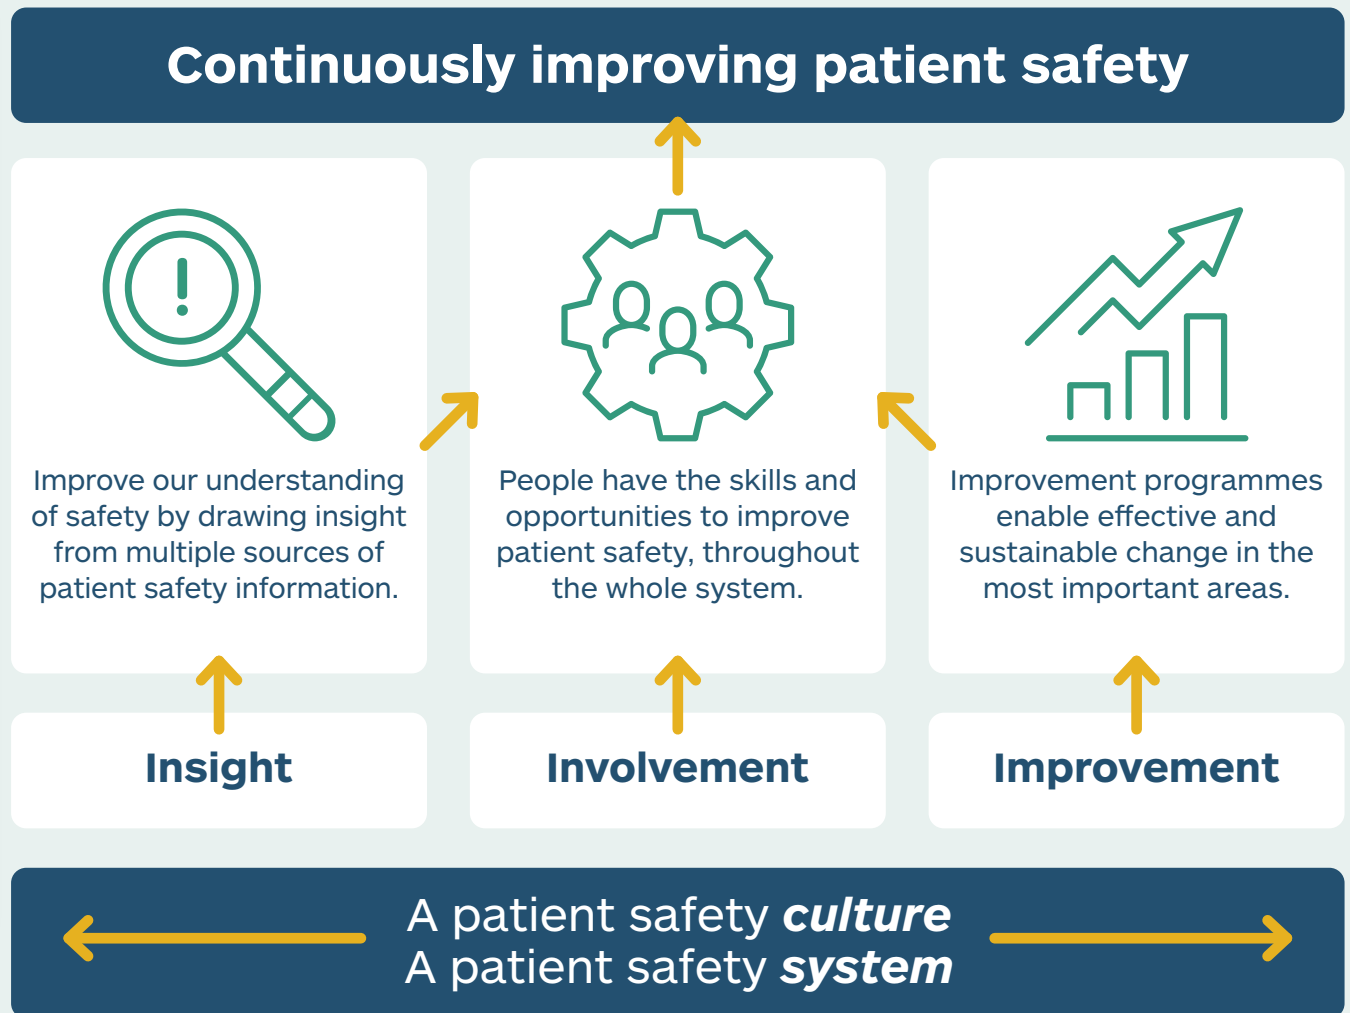 Continuously improving patient safety
Improve our understanding
of safety by drawing insight
from multiple sources of
patient safety information.
People have the skills and
opportunities to improve
patient safety, throughout
the whole system.
Improvement programmes
enable effective and
sustainable change in the
most important areas.
Insight
Involvement
Improvement
A patient safety culture
A patient safety system